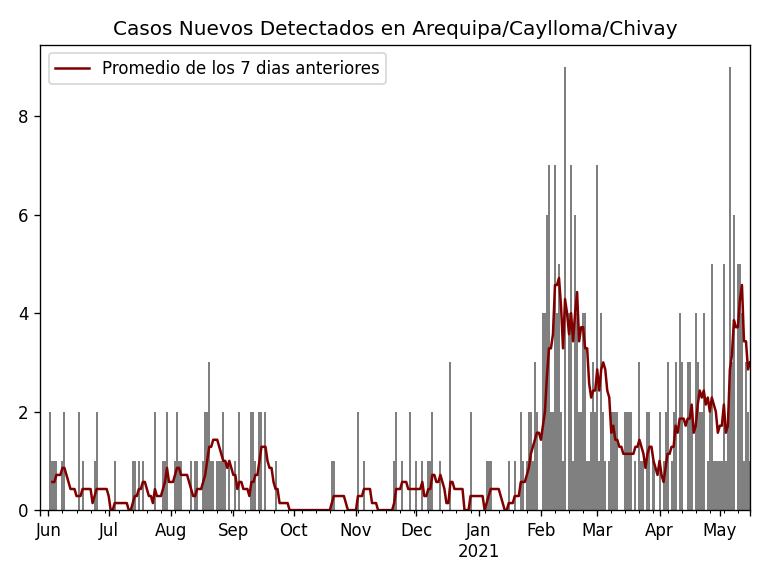 Casos Nuevos Detectados en Arequipa/Caylloma/Chivay
Promedio de los 7 dias anteriores
8
6
4
2
0
Jun Jul Aug Sep Oct Nov Dec Jan Feb Mar Apr May
2021